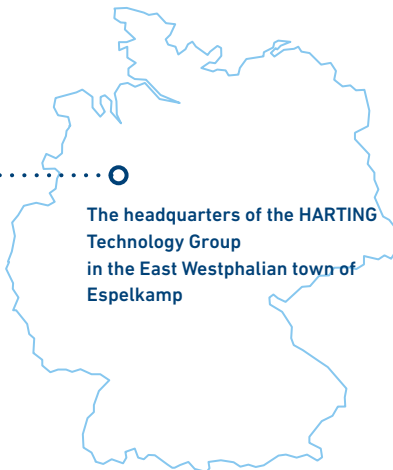 The headquarters of the HARTING
Technology Group
in the East Westphalian town of
Espelkamp